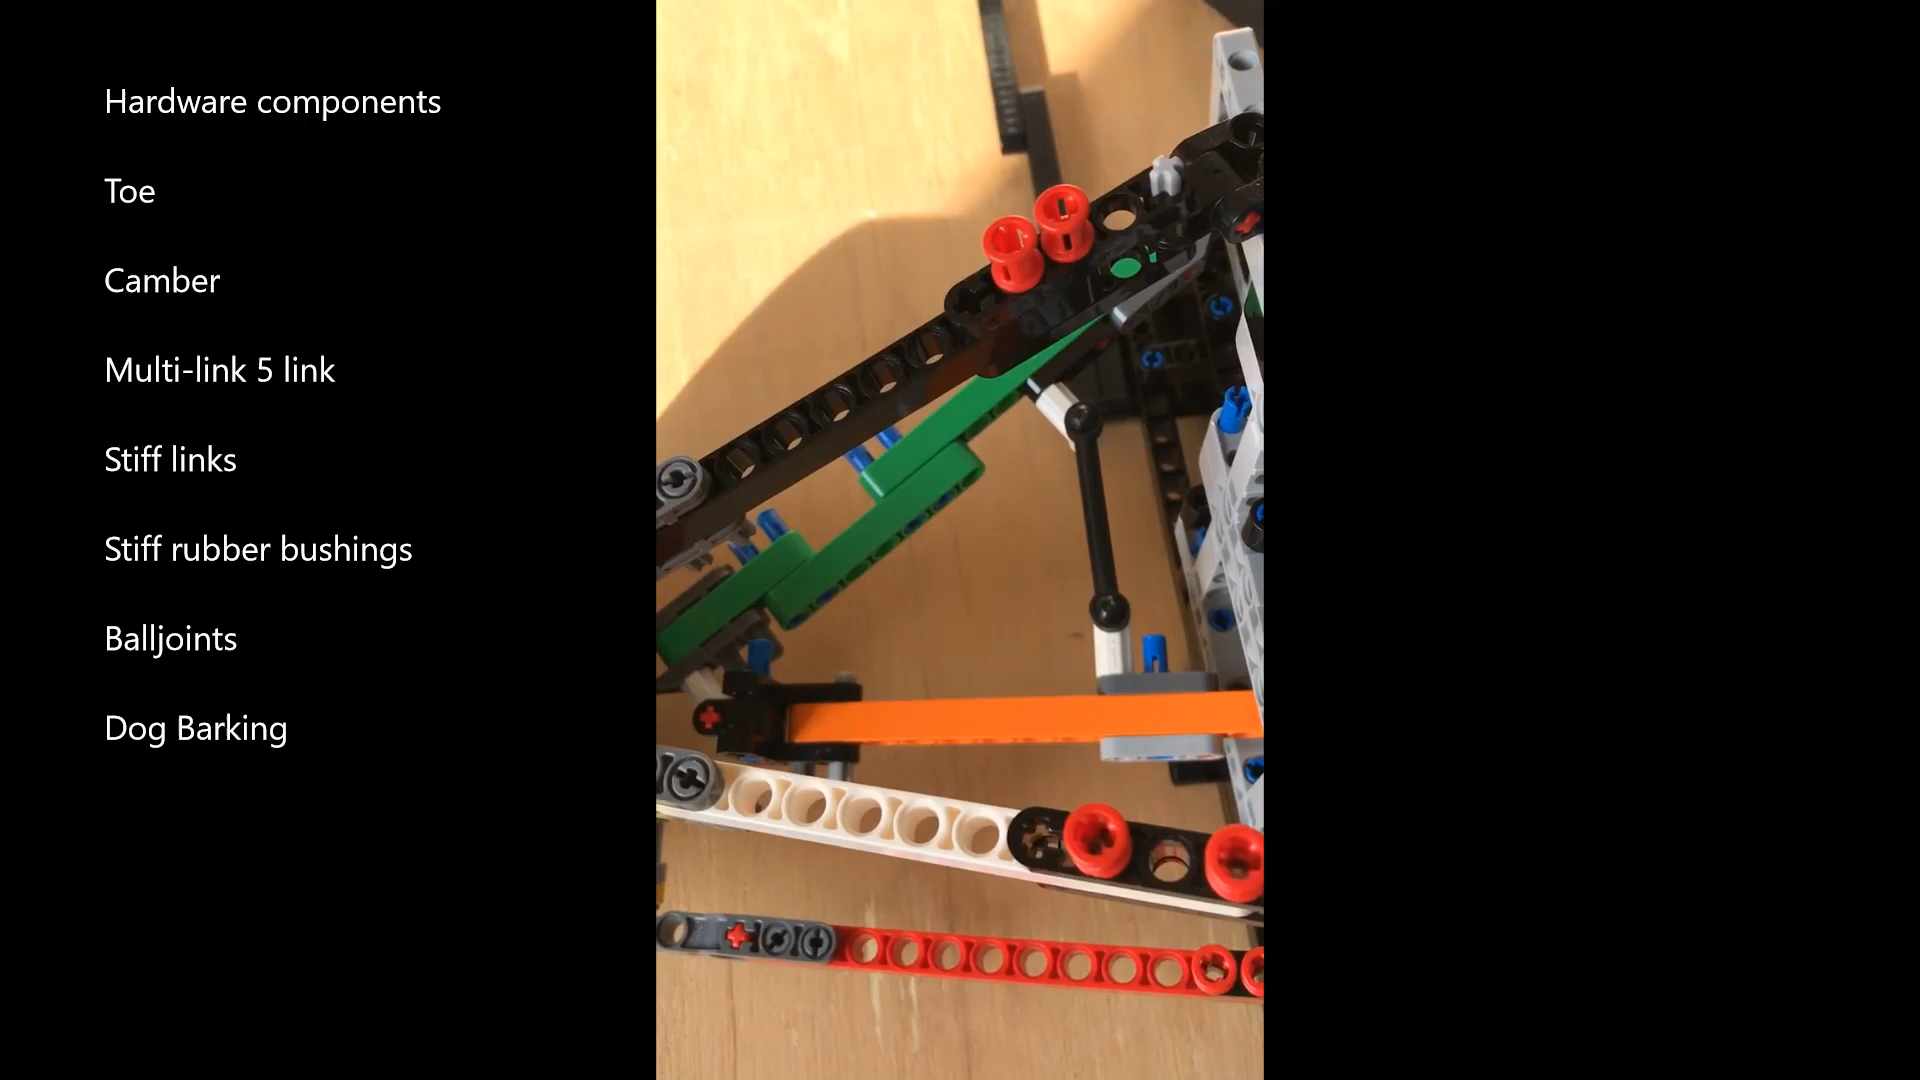 Hardware components
Toe
Camber
Multi-link 5 link
Stiff links
Stiff rubber bushings
Balljoints
Dog Barking